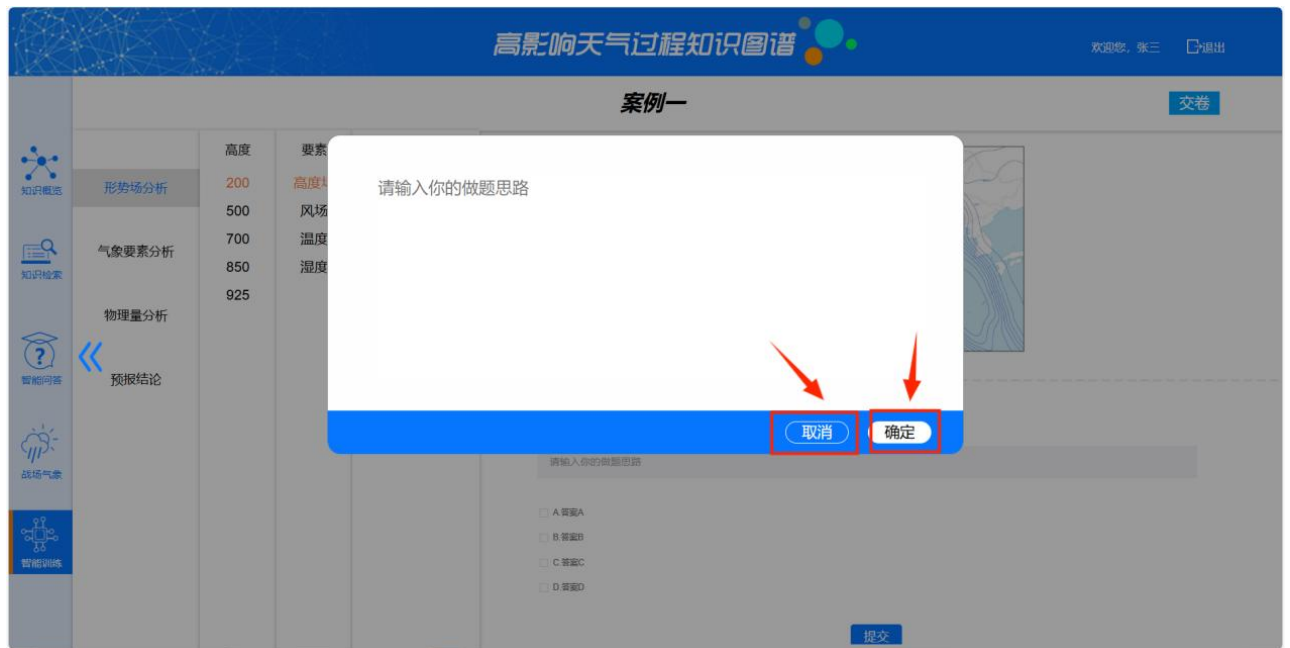 高影响天气过程知识图谱
欢迎您，张三 退出
案例一
交卷
知识概览
知识检索
智能问答
战场气象
智能训练
形势场分析
气象要素分析
物理量分析
预报结论
高度
200
500
700
850
925
要素
高度
风场
温度
湿度
请输入你的做题思路
取消
确定
请输入你的做题思路
A.答案A
B.答案B
C.答案C
D.答案D
提交